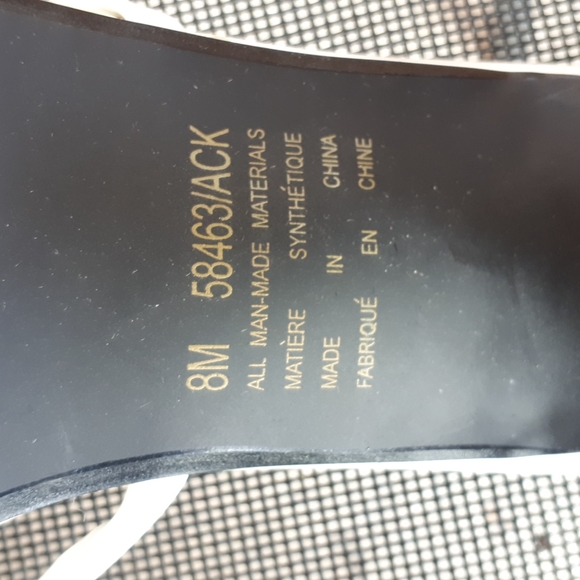 8M 58463/ACK
ALL MAN-MADE MATERIALS
MATIÈRE SYNTHÉTIQUE
MADE IN CHINA
FABRIQUÉ EN CHINE